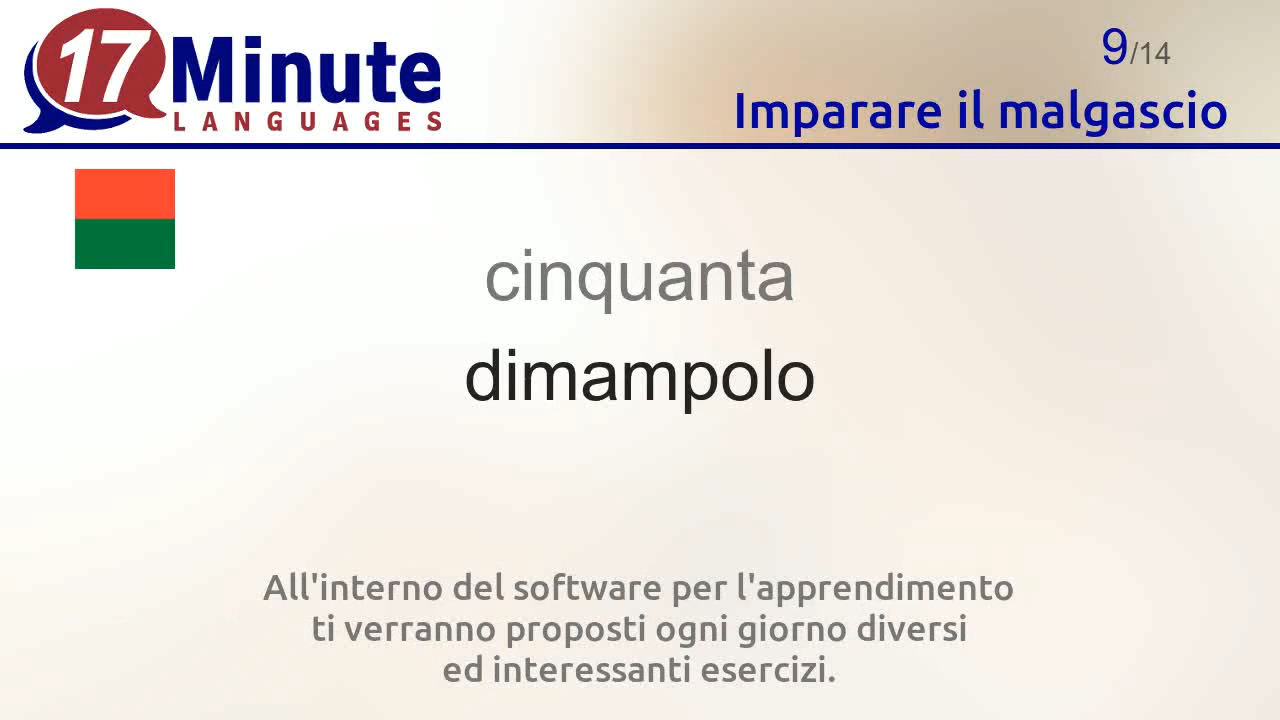 17 Minute
LANGUAGES
9/14
Imparare il malgascio
cinquanta
dimampolo
All'interno del software per l'apprendimento
ti verranno proposti ogni giorno diversi
ed interessanti esercizi.